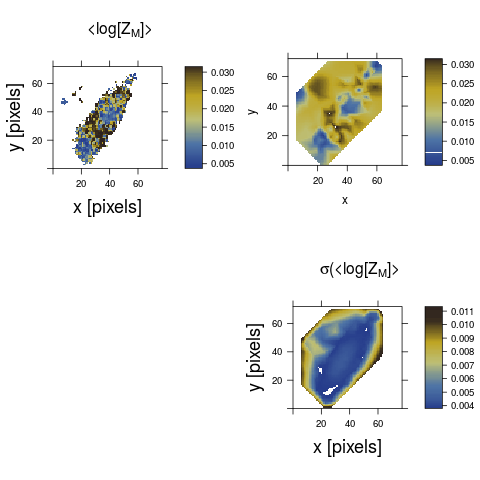 <log[Z_M]>
60
40
20
20 40 60
x [pixels]
y [pixels]
0.030
0.025
0.020
0.015
0.010
0.005
60
40
20
20 40 60
x
y
0.030
0.025
0.020
0.015
0.010
0.005
σ(<log[Z_M]>
60
40
20
20 40 60
x [pixels]
y [pixels]
0.011
0.010
0.009
0.008
0.007
0.006
0.005
0.004